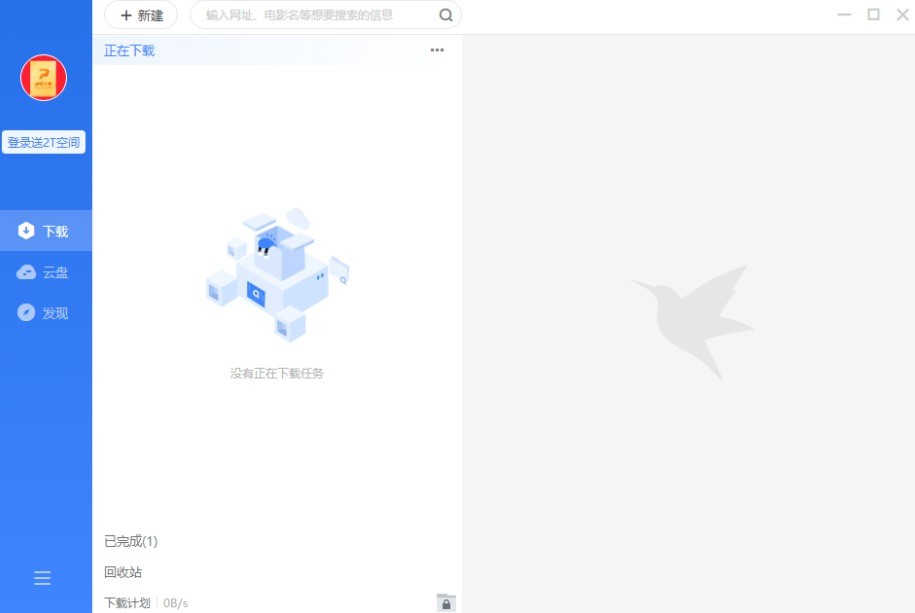 新建
输入网址、电影名等想要搜索的信息
正在下载
登录送2T空间
下载
云盘
发现
没有正在下载任务
已完成(1)
回收站
下载计划 0B/s